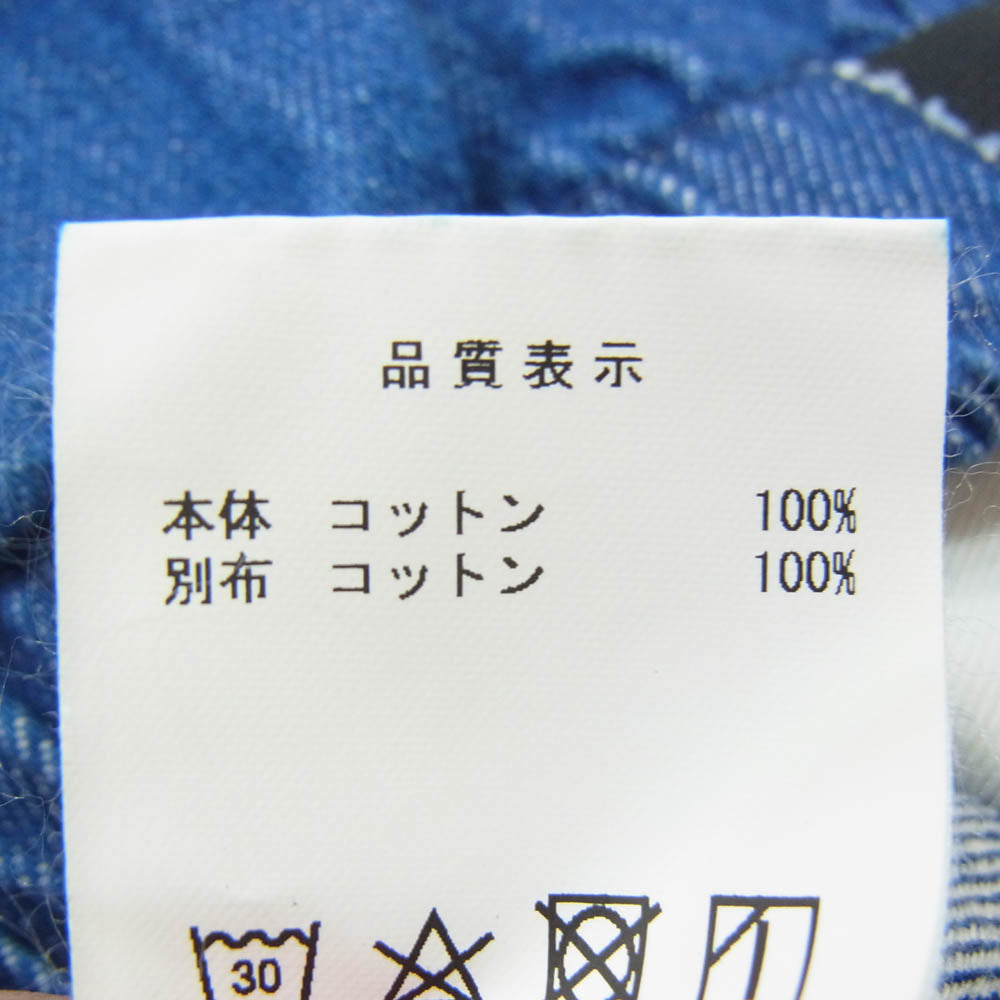 品質表示
本体 コットン 100%
別布 コットン 100%
30